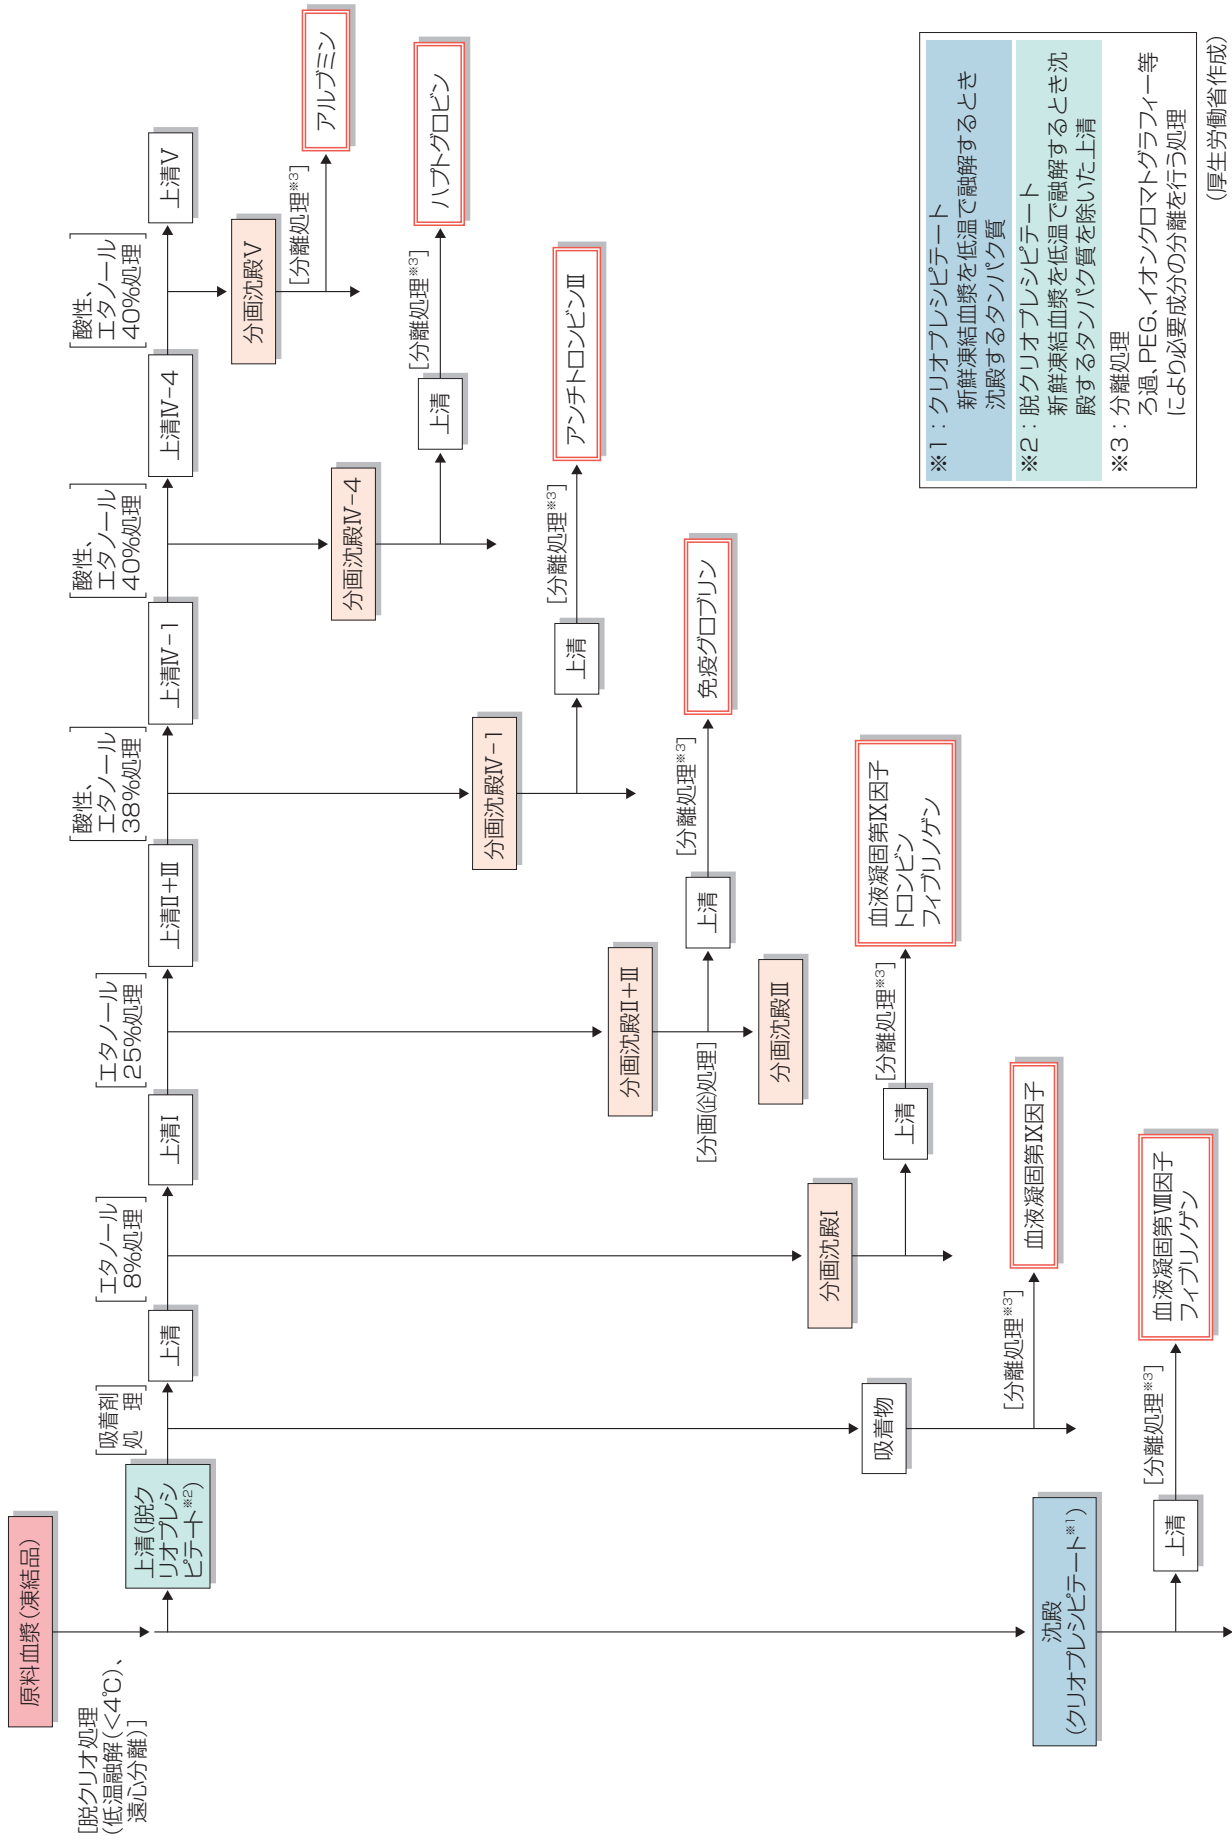 原料血漿(凍結品)
[脱クリオ処理
(低温融解(<4℃)、
遠心分離)]
上清(脱ク
リオプレシ
ピテート※2)
[吸着剤
処 理]
上清
[エタノール
8%処理]
上清Ⅰ
[エタノール
25%処理]
上清Ⅱ+Ⅲ
[酸性、
エタノール
38%処理]
上清Ⅳ-1
[酸性、
エタノール
40%処理]
上清Ⅳ-4
[酸性、
エタノール
40%処理]
上清Ⅴ
分画沈殿Ⅴ
[分離処理※3]
アルブミン
分画沈殿Ⅳ-4
上清
[分離処理※3]
ハプトグロビン
分画沈殿Ⅳ-1
上清
[分離処理※3]
アンチトロンビンⅢ
分画沈殿Ⅱ+Ⅲ
[分画(企)処理]
上清
[分離処理※3]
免疫グロブリン
分画沈殿Ⅲ
分画沈殿Ⅰ
上清
[分離処理※3]
血液凝固第Ⅸ因子
トロンビン
フィブリノゲン
吸着物
[分離処理※3]
血液凝固第Ⅸ因子
沈殿
(クリオプレシピテート※1)
上清
[分離処理※3]
血液凝固第Ⅷ因子
フィブリノゲン
※1：クリオプレシピテート
新鮮凍結血漿を低温で融解するとき
沈殿するタンパク質
※2：脱クリオプレシピテート
新鮮凍結血漿を低温で融解するとき沈
殿するタンパク質を除いた上清
※3：分離処理
ろ過、PEG、イオンクロマトグラフィー等
により必要成分の分離を行う処理
(厚生労働省作成)